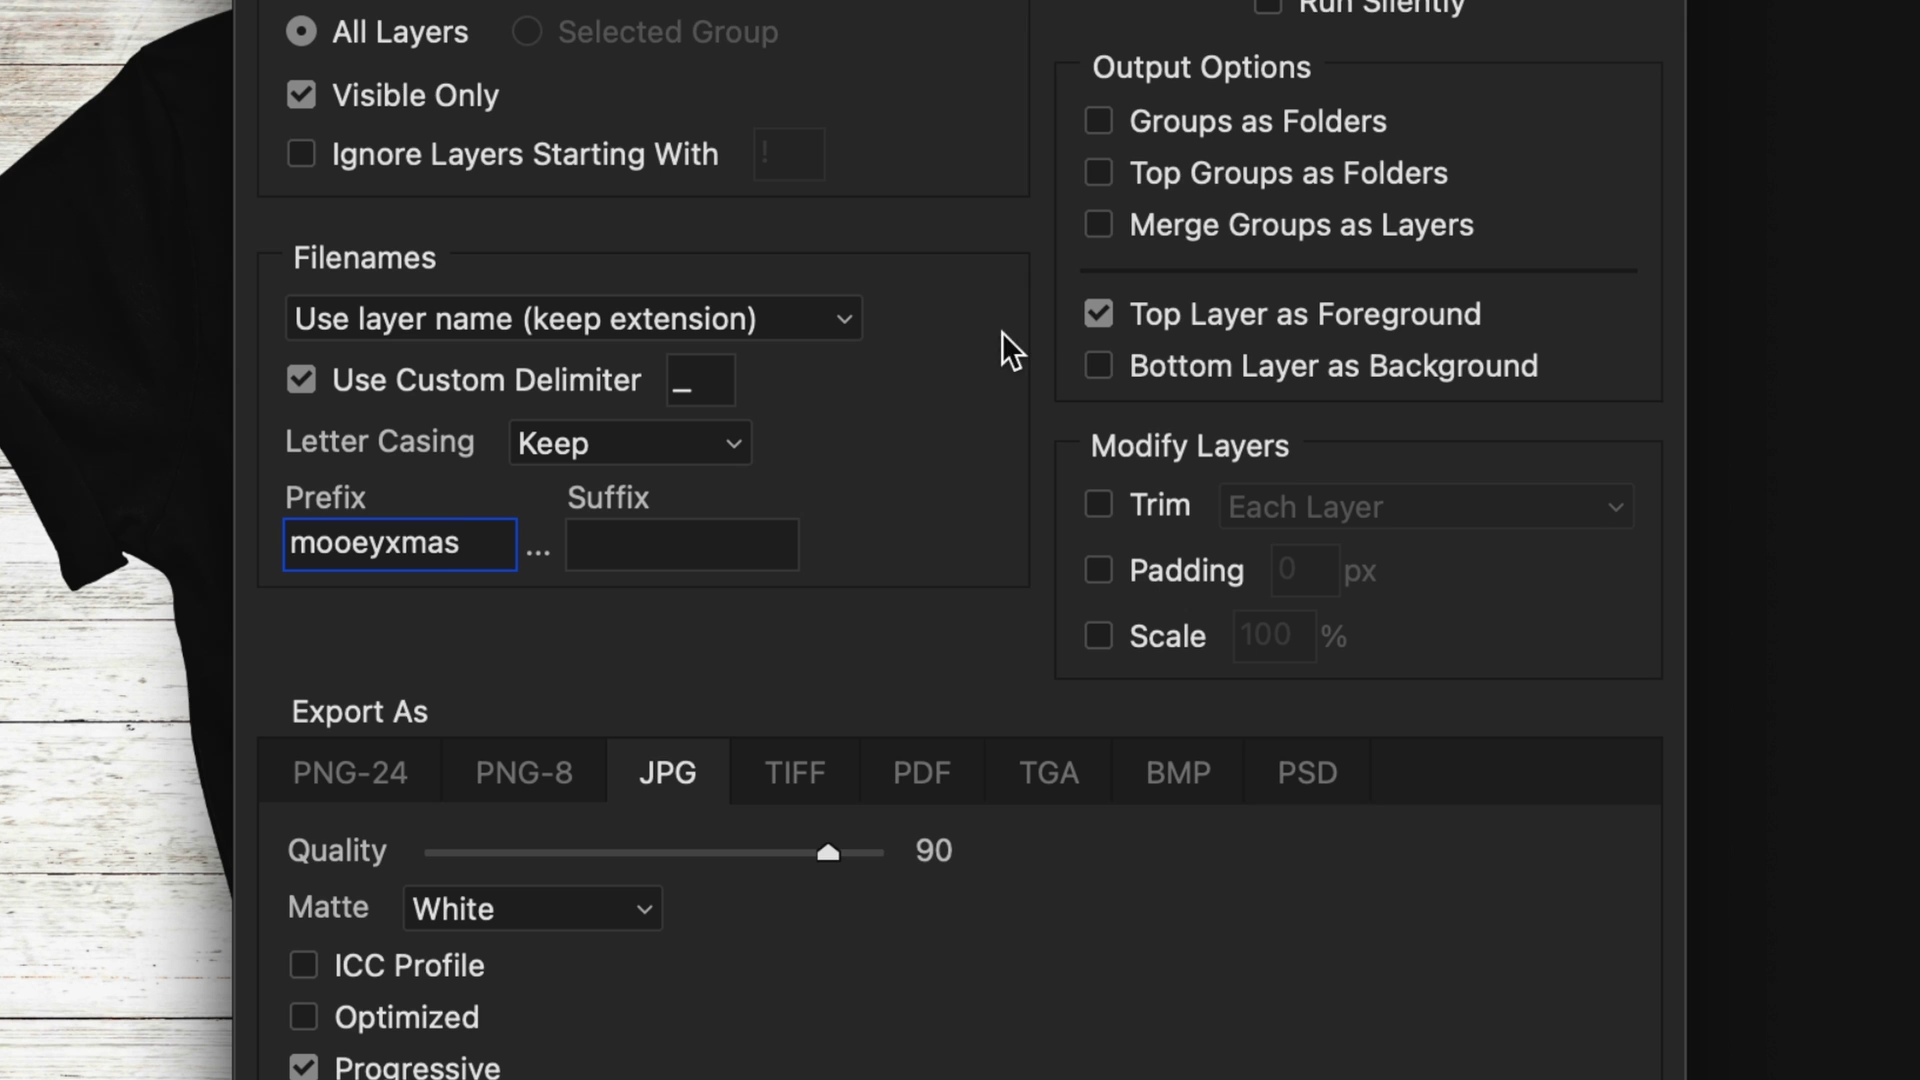 Run Silently
All Layers
Selected Group
Visible Only
Ignore Layers Starting With !
Output Options
Groups as Folders
Top Groups as Folders
Merge Groups as Layers
Top Layer as Foreground
Bottom Layer as Background
Filenames
Use layer name (keep extension)
Use Custom Delimiter _
Letter Casing Keep
Prefix Suffix
mooeyxmas ...
Modify Layers
Trim Each Layer
Padding 0 px
Scale 100 %
Export As
PNG-24 PNG-8 JPG TIFF PDF TGA BMP PSD
Quality 90
Matte White
ICC Profile
Optimized
Progressive